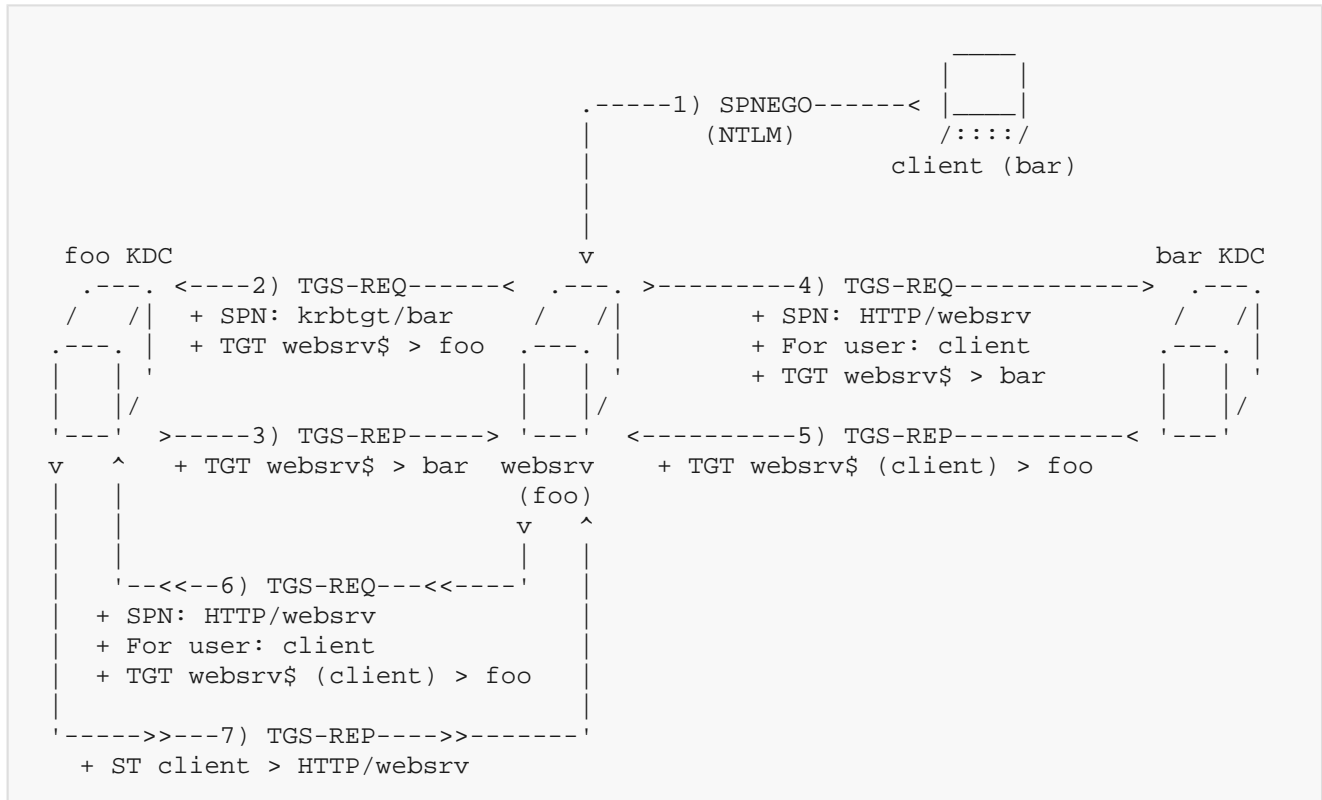 .-----1) SPNEGO------<
(NTLM)
client (bar)
foo KDC
bar KDC
<----2) TGS-REQ------< >---------4) TGS-REQ------------>
+ SPN: krbtgt/bar + SPN: HTTP/websrv
+ TGT websrv$ > foo + For user: client
+ TGT websrv$ > bar
>-----3) TGS-REP-----> <----------5) TGS-REP-----------<
+ TGT websrv$ > bar websrv + TGT websrv$ (client) > foo
(foo)
'--<<--6) TGS-REQ---<<----'
+ SPN: HTTP/websrv
+ For user: client
+ TGT websrv$ (client) > foo
'----->>---7) TGS-REP---->>-------'
+ ST client > HTTP/websrv